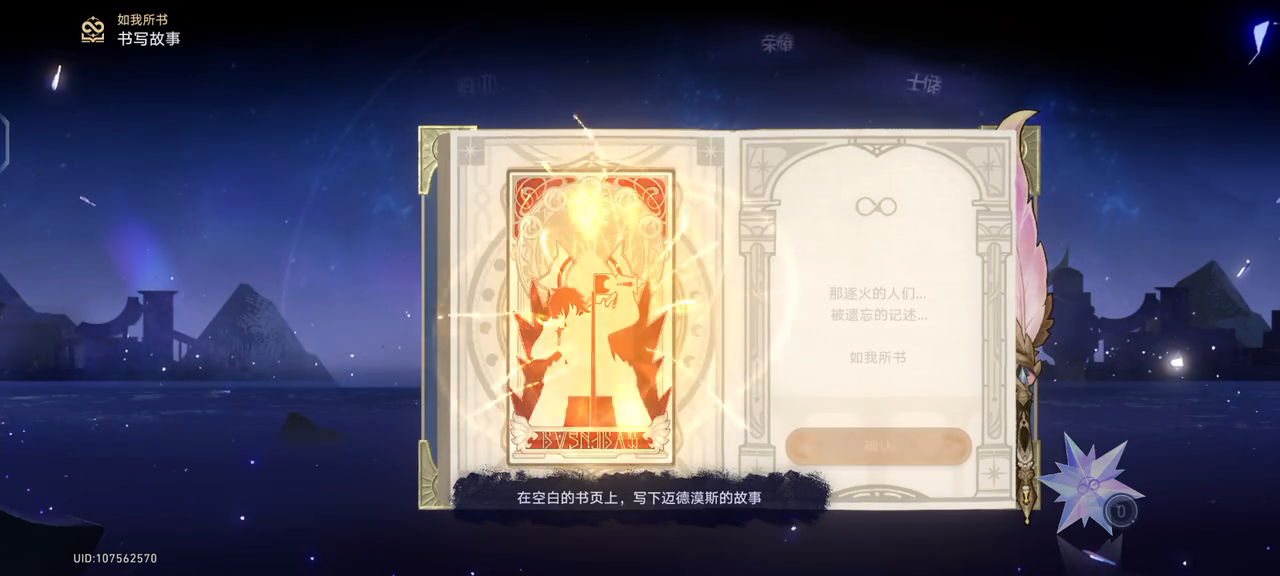 如我所书
书写故事
荣耀
那逐火的人们...
被遗忘的记述...
如我所书
确认
在空白的书页上，写下迈德漠斯的故事
0
UID:107562570